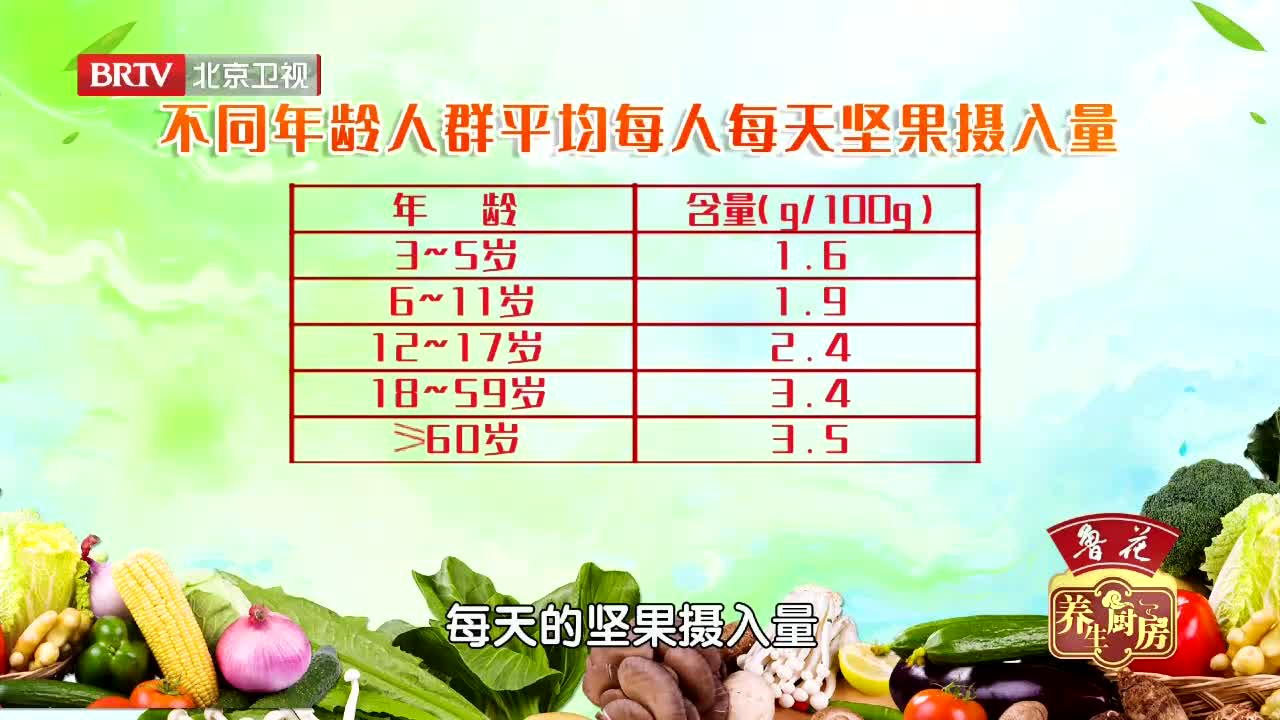 BRTV 北京卫视
不同年龄人群平均每人每天坚果摄入量
年 龄 含量(g/100g)
3~5岁 1.6
6~11岁 1.9
12~17岁 2.4
18~59岁 3.4
≥60岁 3.5
鲁花
养生厨房
每天的坚果摄入量